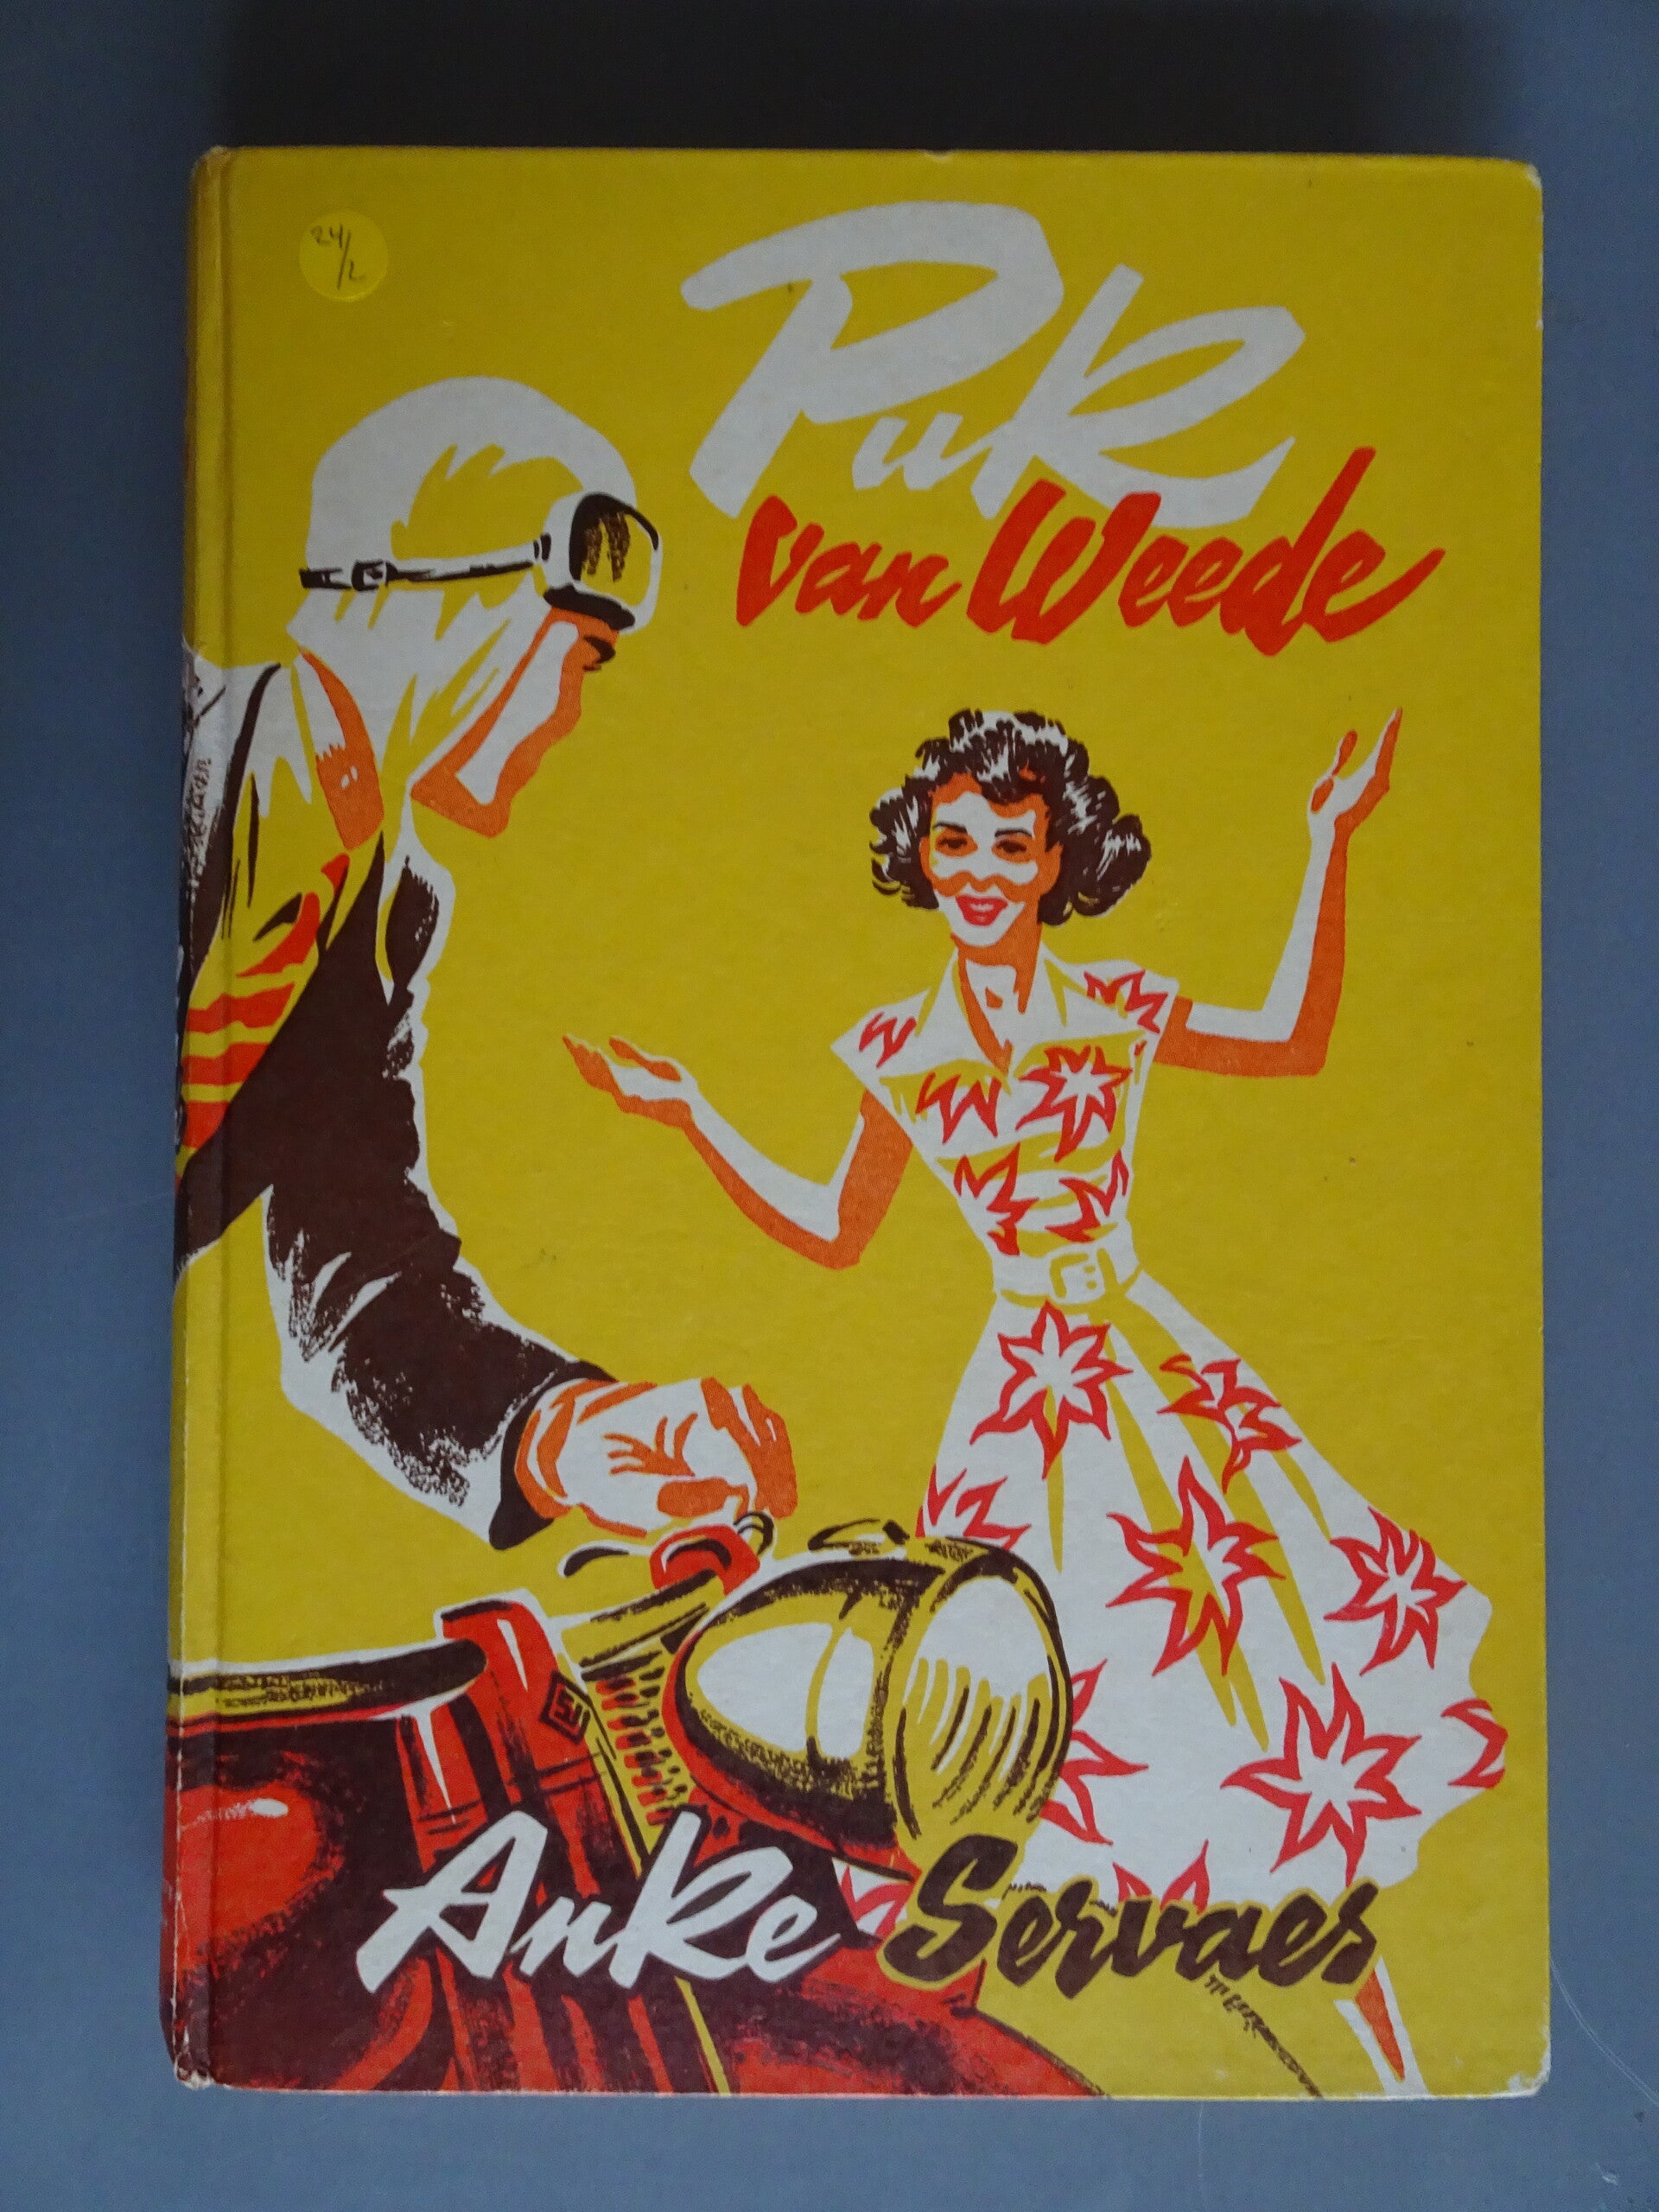 24/2
Puk
van Weede
Anke Servaes